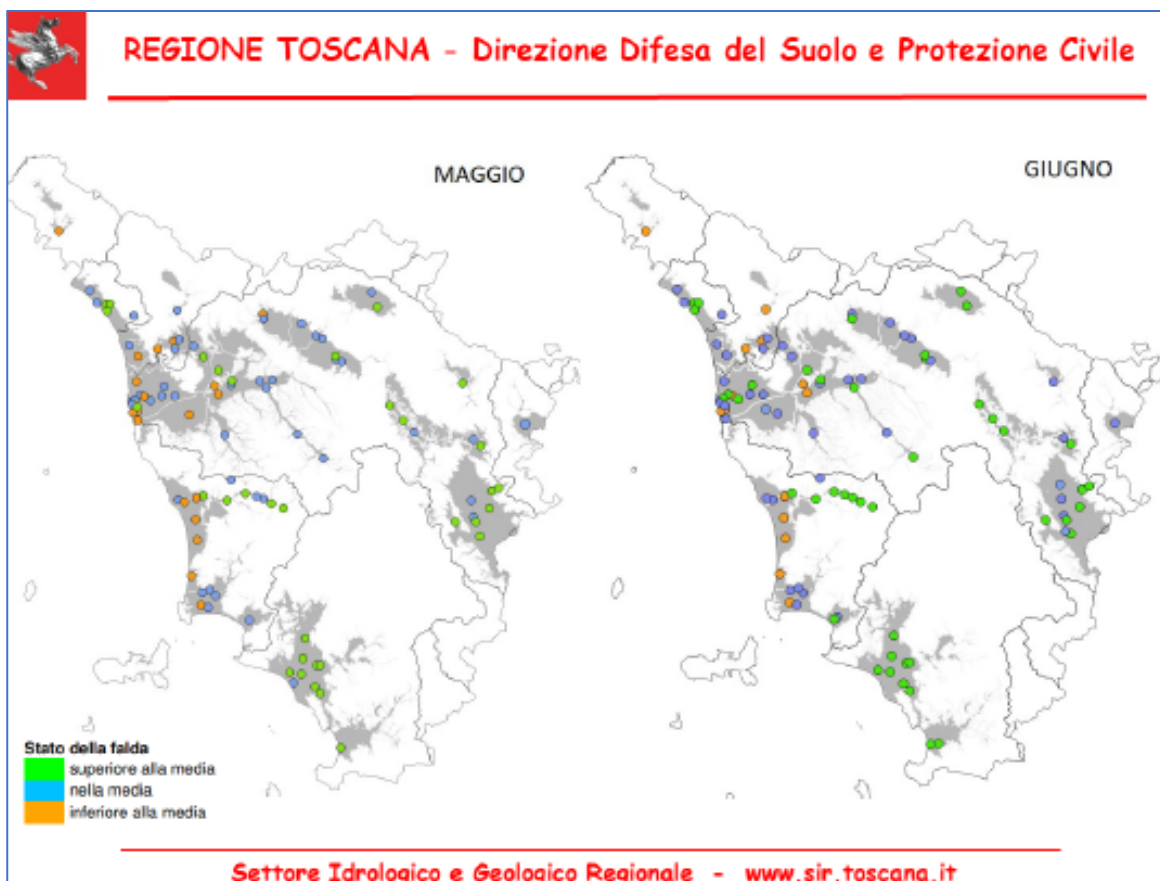 REGIONE TOSCANA - Direzione Difesa del Suolo e Protezione Civile
MAGGIO
GIUGNO
Stato della falda
superiore alla media
nella media
inferiore alla media
Settore Idrologico e Geologico Regionale - www.sir.toscana.it